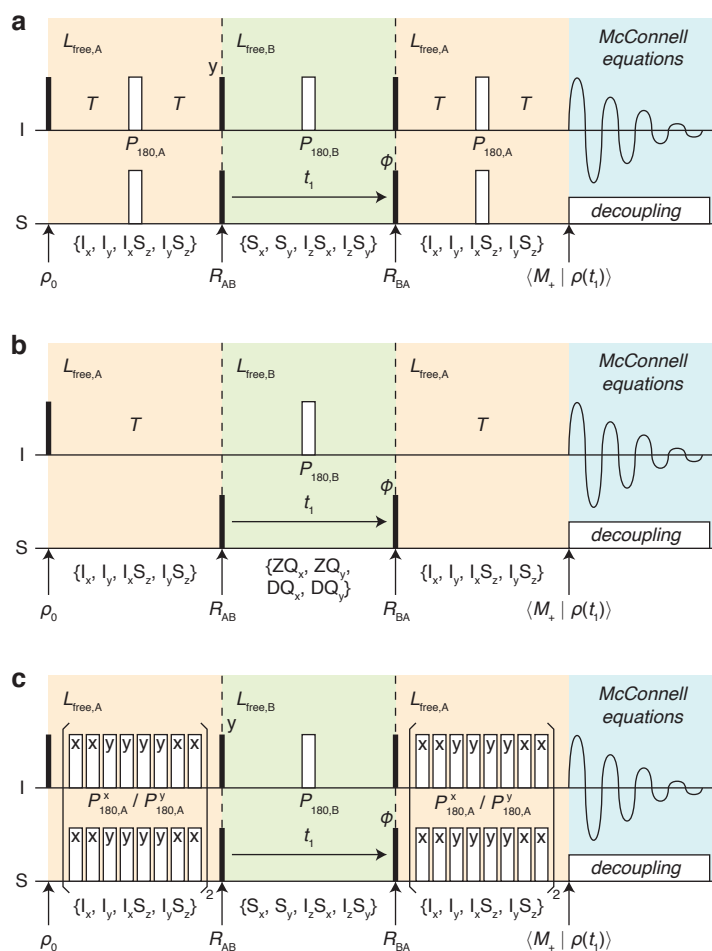 a
L_free,A L_free,B L_free,A McConnell equations
y
T T T T
I
P_180,A P_180,B ϕ P_180,A
t_1
S decoupling
{I_x, I_y, I_xS_z, I_yS_z} {S_x, S_y, I_zS_x, I_zS_y} {I_x, I_y, I_xS_z, I_yS_z}
ρ_0 R_AB R_BA ⟨M_+ | ρ(t_1)⟩
b
L_free,A L_free,B L_free,A McConnell equations
T T
I
P_180,B ϕ
t_1
S decoupling
{I_x, I_y, I_xS_z, I_yS_z} {ZQ_x, ZQ_y, {I_x, I_y, I_xS_z, I_yS_z}
DQ_x, DQ_y}
ρ_0 R_AB R_BA ⟨M_+ | ρ(t_1)⟩
c
L_free,A L_free,B L_free,A McConnell equations
x x y y y y x x y x x y y y y x x
I
P^x_180,A / P^y_180,A P_180,B ϕ P^x_180,A / P^y_180,A
t_1
x x y y y y x x x x y y y y x x
S decoupling
2 2
{I_x, I_y, I_xS_z, I_yS_z} {S_x, S_y, I_zS_x, I_zS_y} {I_x, I_y, I_xS_z, I_yS_z}
ρ_0 R_AB R_BA ⟨M_+ | ρ(t_1)⟩